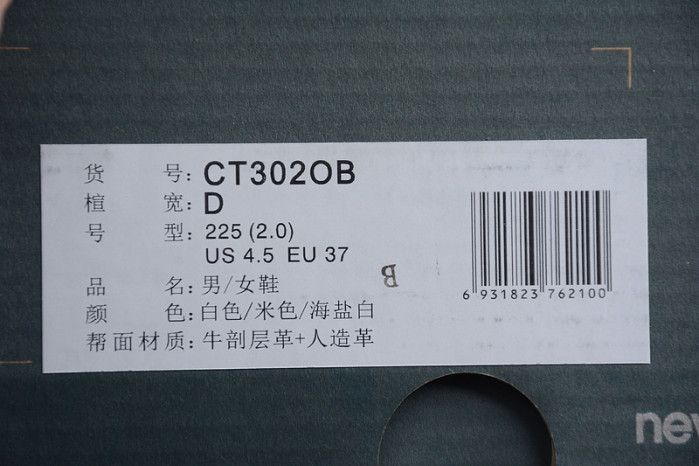 货 号: CT302OB
楦 宽: D
号 型: 225 (2.0)
US 4.5 EU 37
品 名: 男/女鞋
颜 色: 白色/米色/海盐白
帮面材质: 牛剖层革+人造革
B
6 931823 762100
new